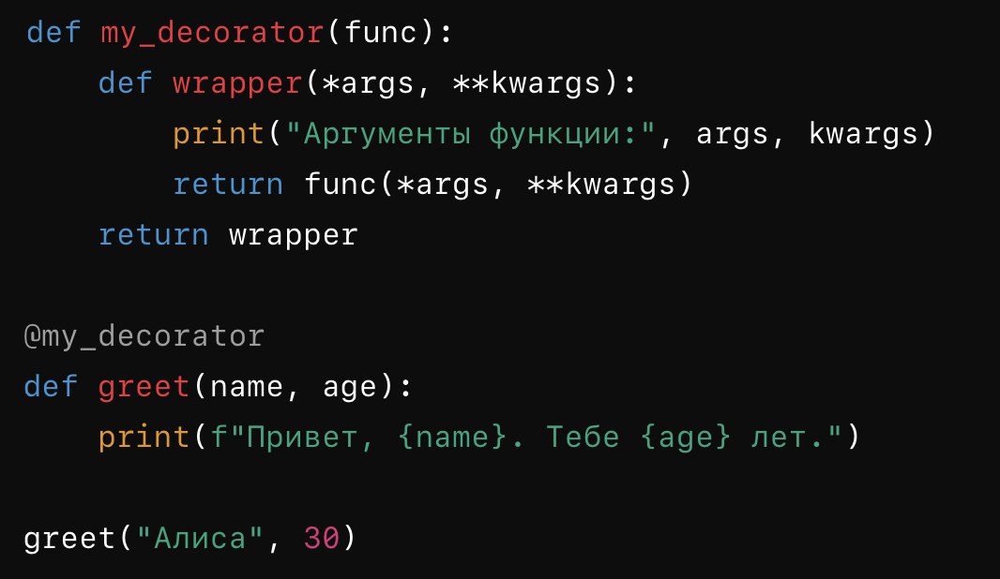 def my_decorator(func):
    def wrapper(*args, **kwargs):
        print("Аргументы функции:", args, kwargs)
        return func(*args, **kwargs)
    return wrapper

@my_decorator
def greet(name, age):
    print(f"Привет, {name}. Тебе {age} лет.")

greet("Алиса", 30)